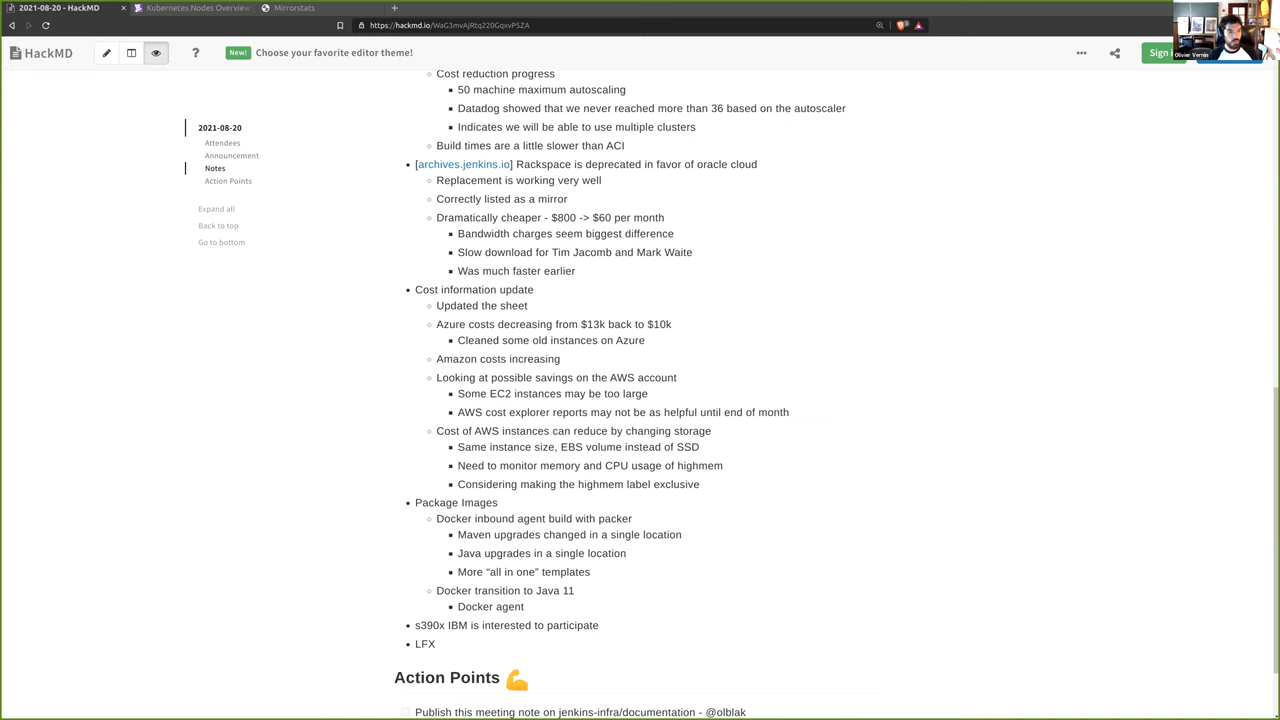 2021-08-20 - HackMD
Kubernetes Nodes Overview
Mirrorstats
https://hackmd.io/WaG3mvAjRtq220GqxvPSZA
HackMD
New! Choose your favorite editor theme!
Sign
Olivier Vernin
2021-08-20
Attendees
Announcement
Notes
Action Points
Expand all
Back to top
Go to bottom
Cost reduction progress
50 machine maximum autoscaling
Datadog showed that we never reached more than 36 based on the autoscaler
Indicates we will be able to use multiple clusters
Build times are a little slower than ACI
[archives.jenkins.io] Rackspace is deprecated in favor of oracle cloud
Replacement is working very well
Correctly listed as a mirror
Dramatically cheaper - $800 -> $60 per month
Bandwidth charges seem biggest difference
Slow download for Tim Jacomb and Mark Waite
Was much faster earlier
Cost information update
Updated the sheet
Azure costs decreasing from $13k back to $10k
Cleaned some old instances on Azure
Amazon costs increasing
Looking at possible savings on the AWS account
Some EC2 instances may be too large
AWS cost explorer reports may not be as helpful until end of month
Cost of AWS instances can reduce by changing storage
Same instance size, EBS volume instead of SSD
Need to monitor memory and CPU usage of highmem
Considering making the highmem label exclusive
Package Images
Docker inbound agent build with packer
Maven upgrades changed in a single location
Java upgrades in a single location
More “all in one” templates
Docker transition to Java 11
Docker agent
s390x IBM is interested to participate
LFX
Action Points 💪
Publish this meeting note on jenkins-infra/documentation - @olblak